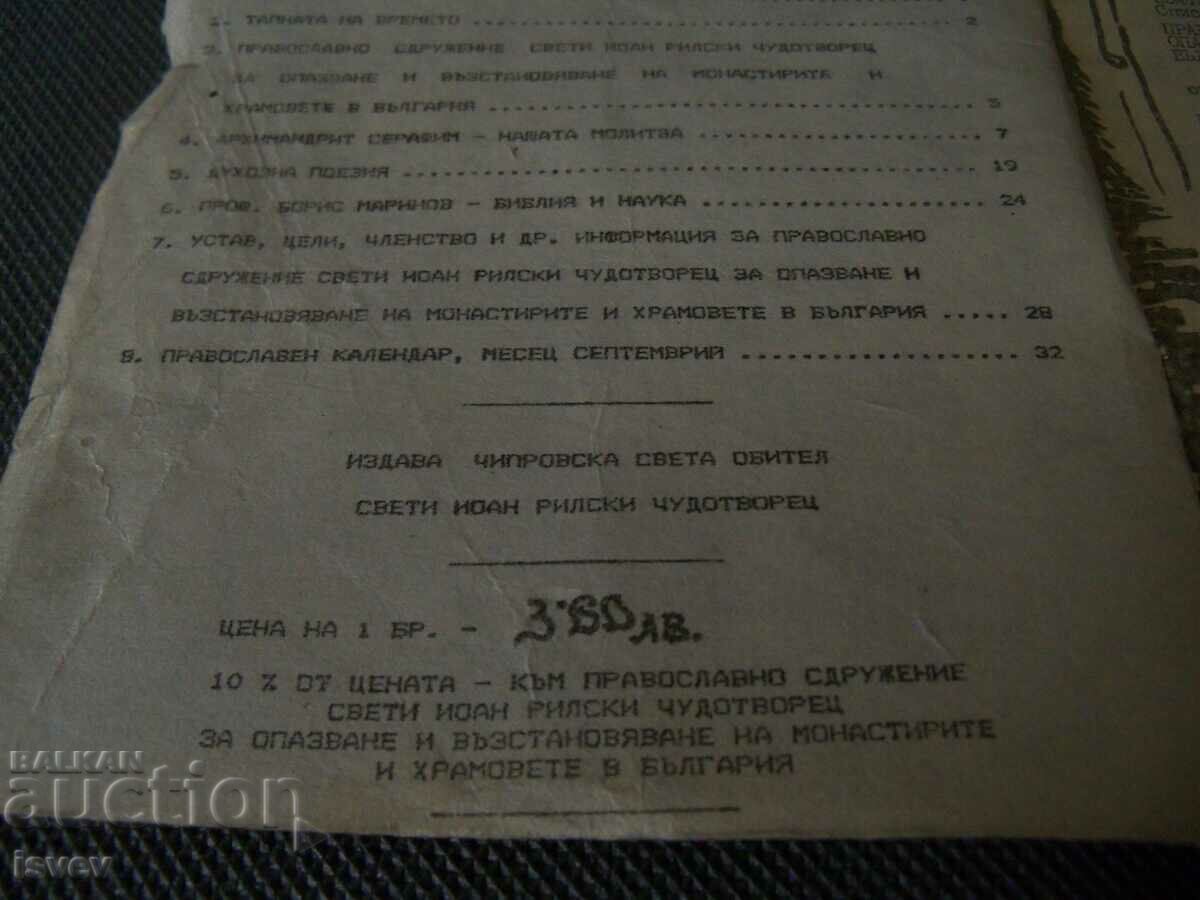 1. ТАЙНАТА НА ВРЕМЕТО ........ 2
2. ПРАВОСЛАВНО СДРУЖЕНИЕ СВЕТИ ИОАН РИЛСКИ ЧУДОТВОРЕЦ
ЗА ОПАЗВАНЕ И ВЪЗСТАНОВЯВАНЕ НА МОНАСТИРИТЕ И
ХРАМОВЕТЕ В БЪЛГАРИЯ ........ 3
4. АРХИМАНДРИТ СЕРАФИМ - НАШАТА МОЛИТВА ........ 7
5. ДУХОВНА ПОЕЗИЯ ........ 19
6. ПРОФ. БОРИС МАРИНОВ - БИБЛИЯ И НАУКА ........ 24
7. УСТАВ, ЦЕЛИ, ЧЛЕНСТВО И ДР. ИНФОРМАЦИЯ ЗА ПРАВОСЛАВНО
СДРУЖЕНИЕ СВЕТИ ИОАН РИЛСКИ ЧУДОТВОРЕЦ ЗА ОПАЗВАНЕ И
ВЪЗСТАНОВЯВАНЕ НА МОНАСТИРИТЕ И ХРАМОВЕТЕ В БЪЛГАРИЯ ..... 28
8. ПРАВОСЛАВЕН КАЛЕНДАР, МЕСЕЦ СЕПТЕМВРИЙ ........ 32
ИЗДАВА ЧИПРОВСКА СВЕТА ОБИТЕЛ
СВЕТИ ИОАН РИЛСКИ ЧУДОТВОРЕЦ
ЦЕНА НА 1 БР. - ЛВ.
10 % ОТ ЦЕНАТА - КЪМ ПРАВОСЛАВНО СДРУЖЕНИЕ
СВЕТИ ИОАН РИЛСКИ ЧУДОТВОРЕЦ
ЗА ОПАЗВАНЕ И ВЪЗСТАНОВЯВАНЕ НА МОНАСТИРИТЕ
И ХРАМОВЕТЕ В БЪЛГАРИЯ
BALKAN
auction
isvev